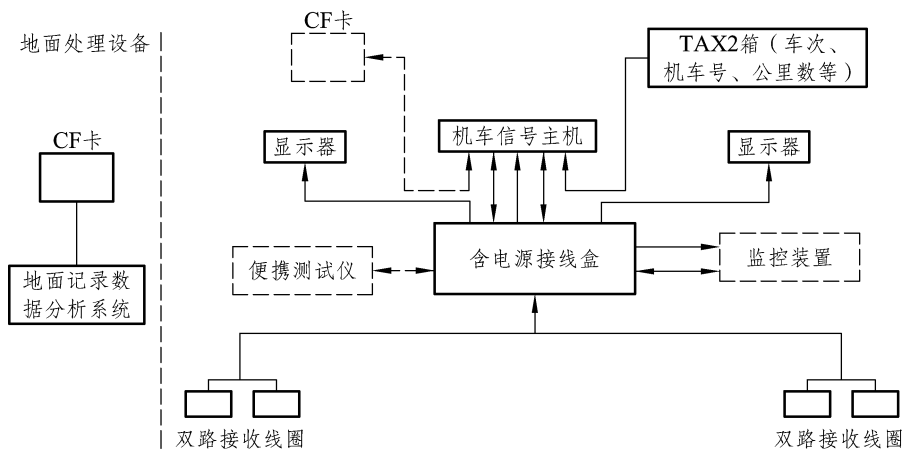 地面处理设备
CF卡
地面记录数
据分析系统
CF卡
TAX2箱（车次、
机车号、公里数等）
显示器
机车信号主机
显示器
便携测试仪
含电源接线盒
监控装置
双路接收线圈
双路接收线圈